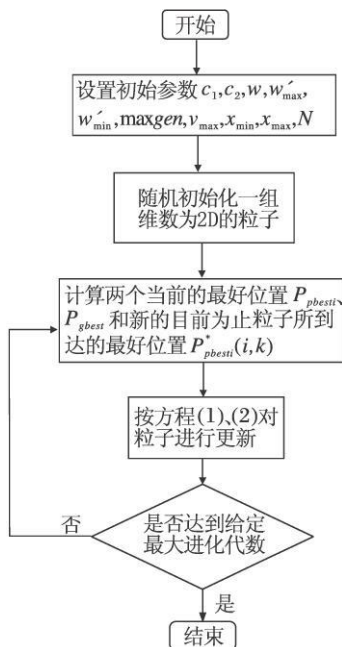 开始
设置初始参数 c₁,c₂,w,w′max,
w′min,maxgen,vmax,xmin,xmax,N
随机初始化一组
维数为2D的粒子
计算两个当前的最好位置 Ppbesti、
Pgbest 和新的目前为止粒子所到
达的最好位置 P*pbesti(i,k)
按方程(1)、(2)对
粒子进行更新
否
是否达到给定
最大进化代数
是
结束